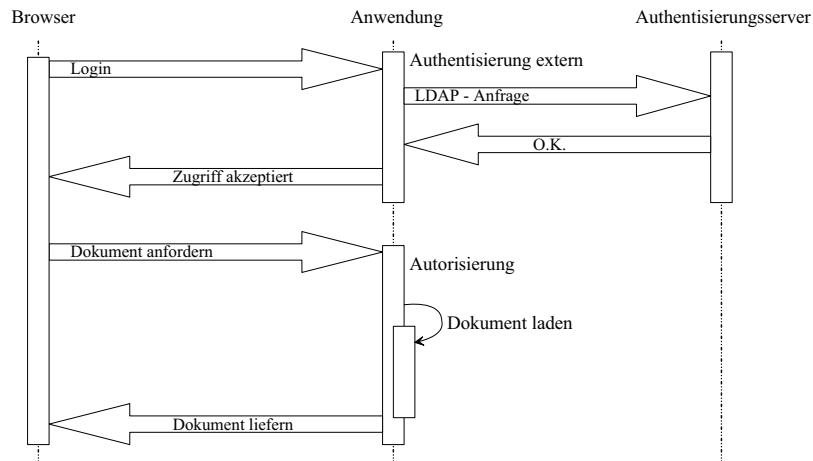 Browser
Anwendung
Authentisierungsserver
Login
Authentisierung extern
LDAP - Anfrage
O.K.
Zugriff akzeptiert
Dokument anfordern
Autorisierung
Dokument laden
Dokument liefern